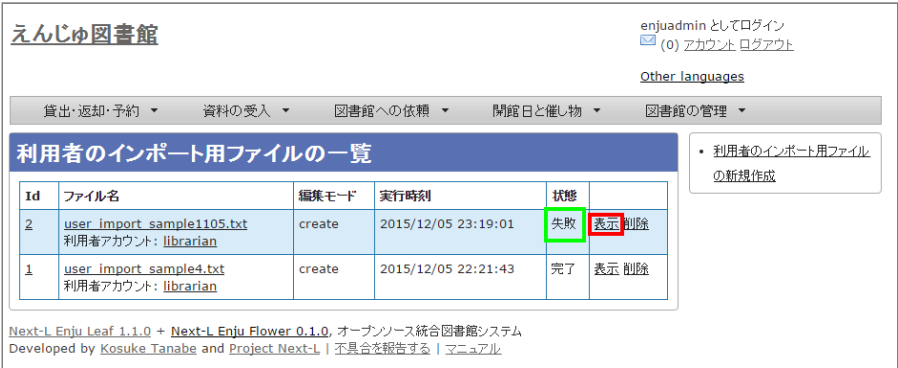 えんじゅ図書館
enjuadmin としてログイン
(0) アカウント ログアウト
Other languages
貸出・返却・予約 ▼ 資料の受入 ▼ 図書館への依頼 ▼ 開館日と催し物 ▼ 図書館の管理 ▼
利用者のインポート用ファイルの一覧
Id ファイル名 編集モード 実行時刻 状態
2 user_import_sample1105.txt create 2015/12/05 23:19:01 失敗 表示 削除
利用者アカウント: librarian
1 user_import_sample4.txt create 2015/12/05 22:21:43 完了 表示 削除
利用者アカウント: librarian
• 利用者のインポート用ファイル
の新規作成
Next-L Enju Leaf 1.1.0 + Next-L Enju Flower 0.1.0, オープンソース統合図書館システム
Developed by Kosuke Tanabe and Project Next-L | 不具合を報告する | マニュアル